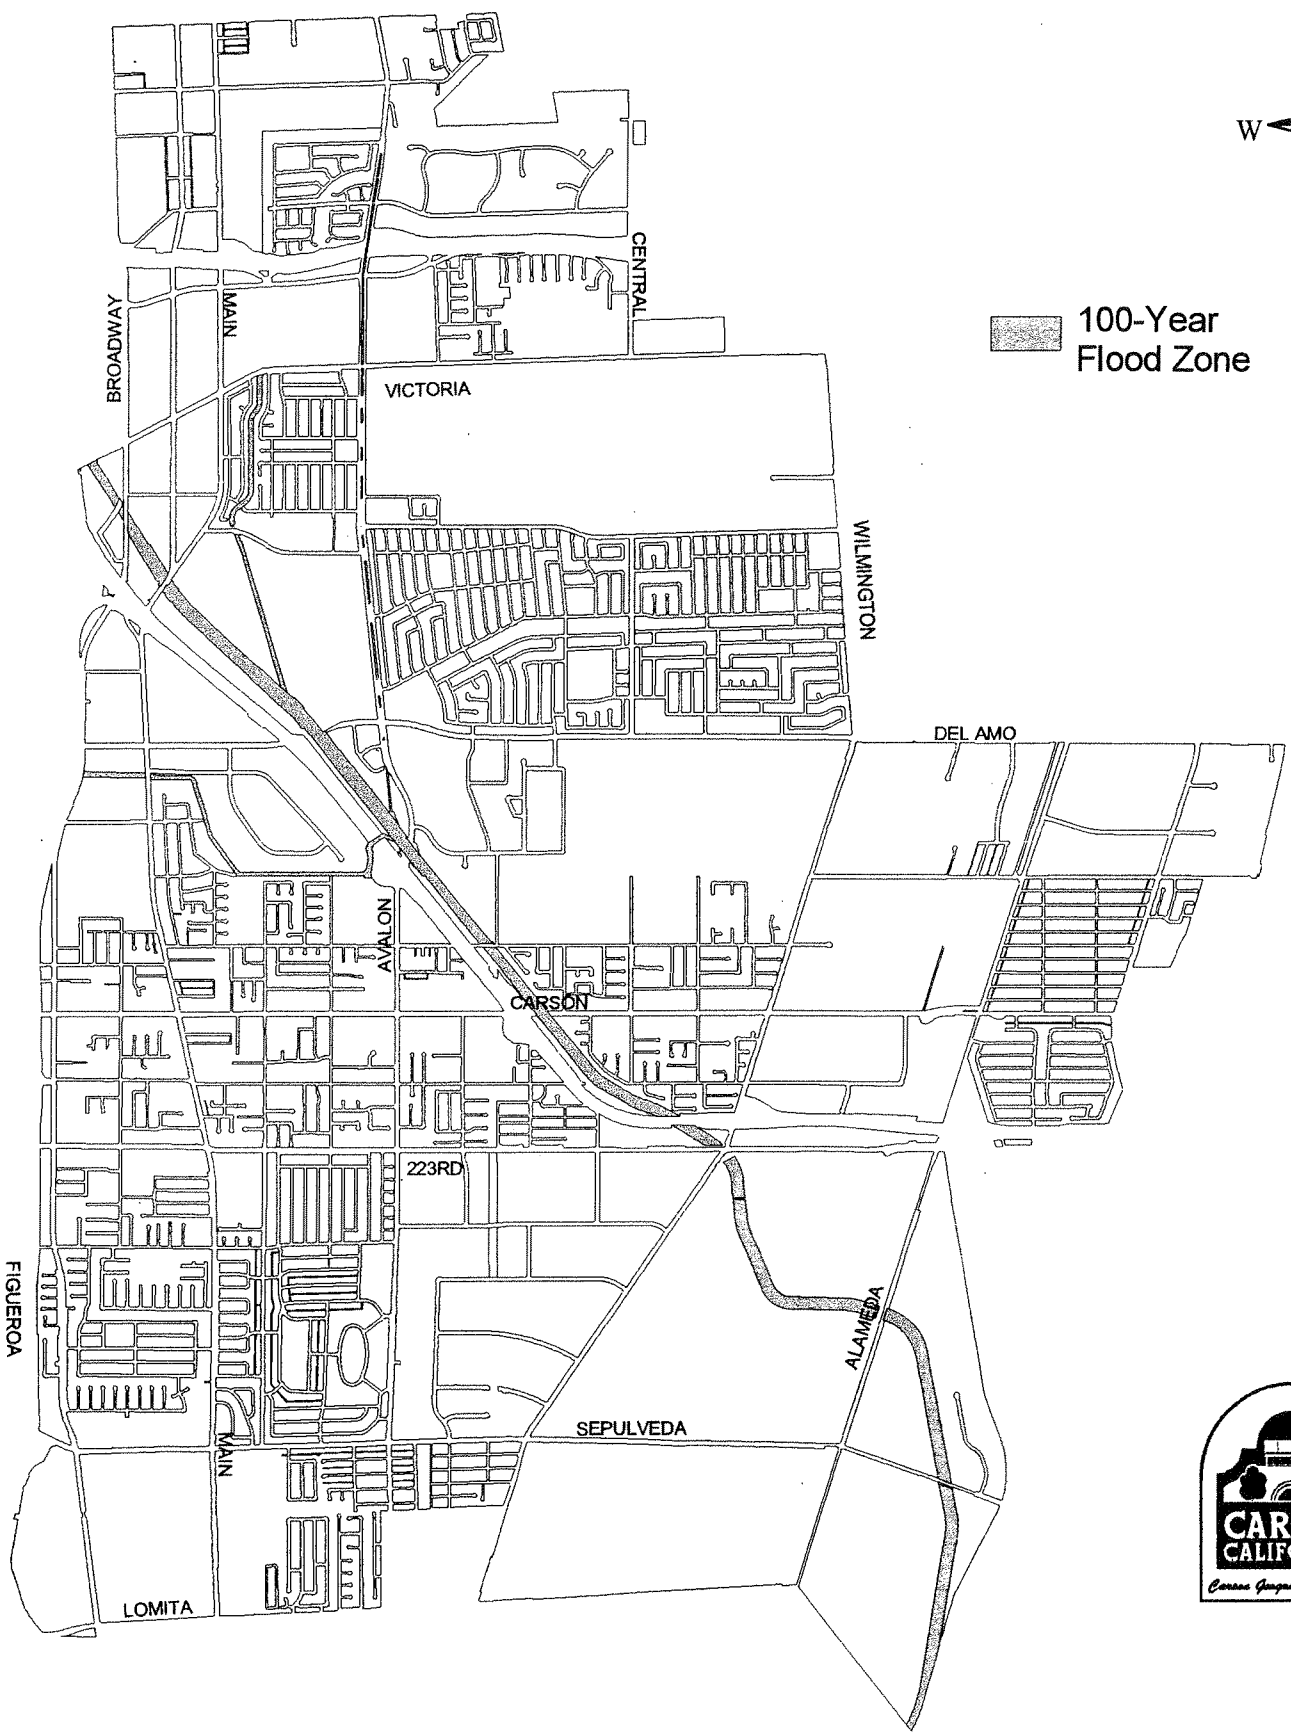 W
CENTRAL
BROADWAY
MAIN
100-Year
Flood Zone
VICTORIA
WILMINGTON
DEL AMO
AVALON
CARSON
223RD
FIGUEROA
ALAMEDA
SEPULVEDA
MAIN
CAR
CALIF
LOMITA